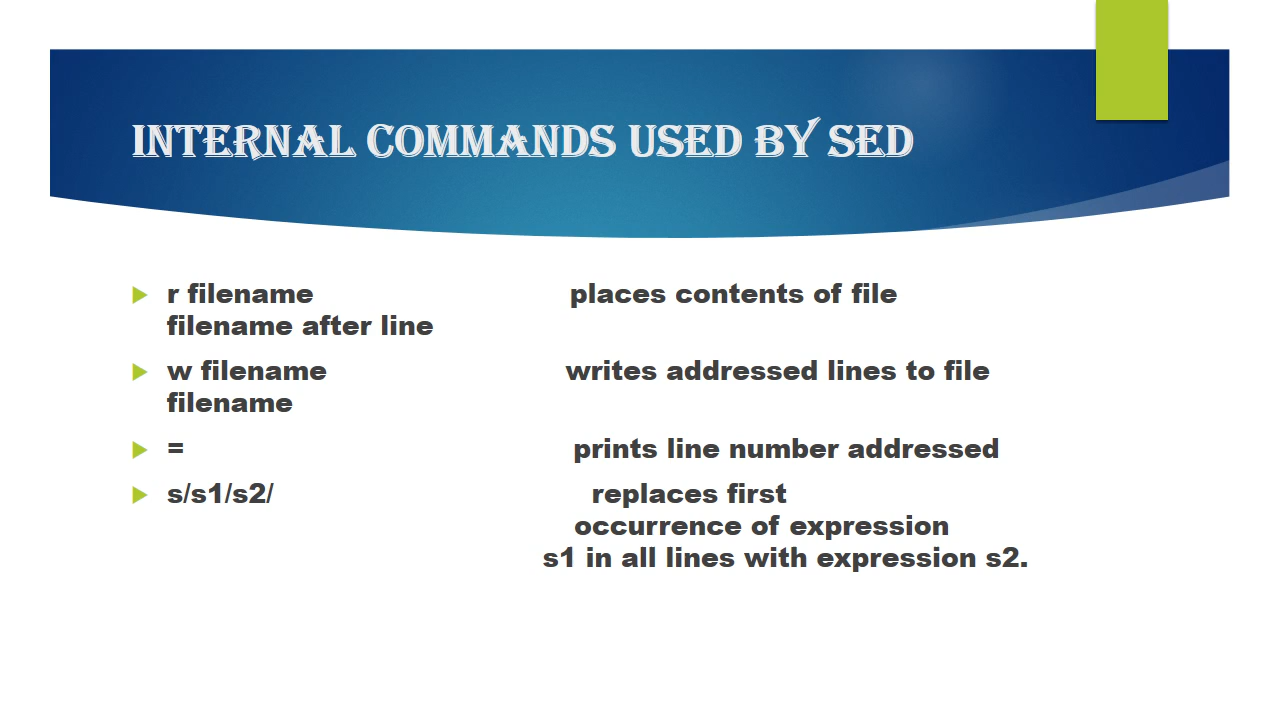 INTERNAL COMMANDS USED BY SED
r filename places contents of file
filename after line
w filename writes addressed lines to file
filename
= prints line number addressed
s/s1/s2/ replaces first
occurrence of expression
s1 in all lines with expression s2.